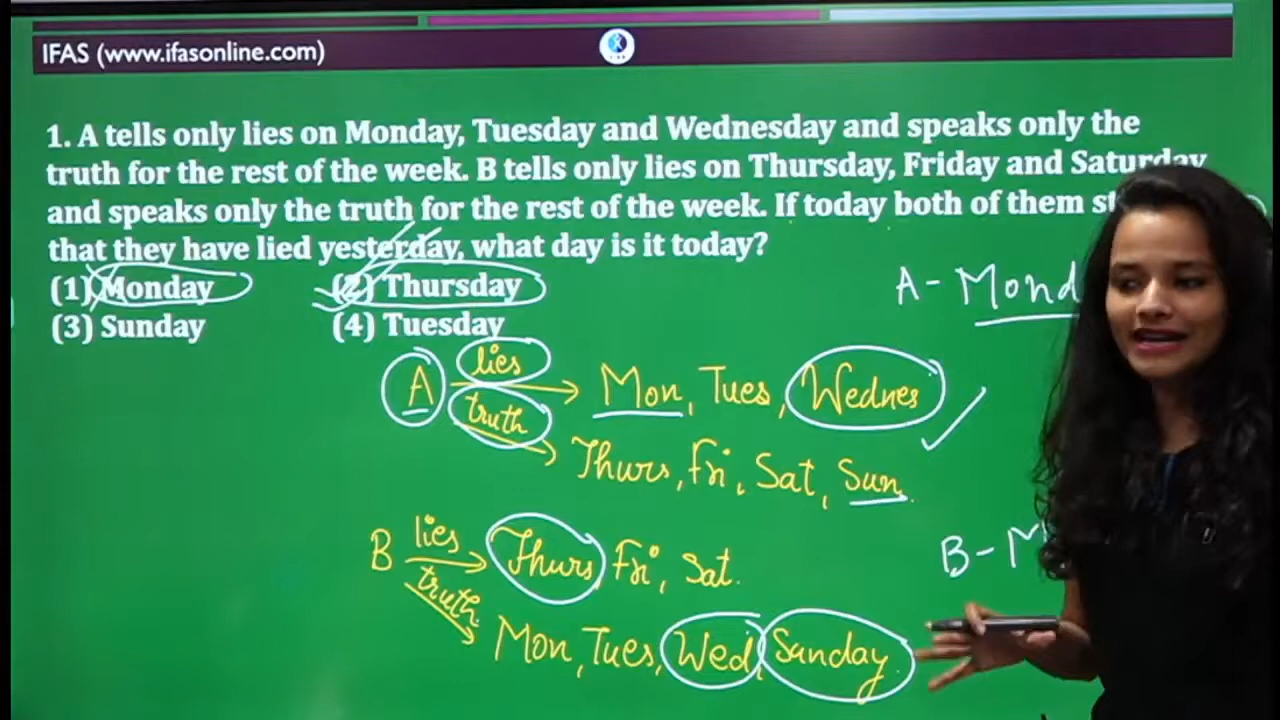 IFAS (www.ifasonline.com)
1. A tells only lies on Monday, Tuesday and Wednesday and speaks only the
truth for the rest of the week. B tells only lies on Thursday, Friday and Saturday
and speaks only the truth for the rest of the week. If today both of them
that they have lied yesterday, what day is it today?
(1) Monday (2) Thursday
(3) Sunday (4) Tuesday
A - Mond
A lies Mon, Tues, Wednes
truth Thurs, Fri, Sat, Sun
B lies Thurs Fri, Sat.
truth Mon, Tues, Wed, Sunday
B - M